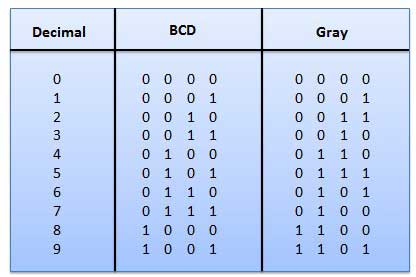 Decimal BCD Gray
0 0 0 0 0 0 0 0 0
1 0 0 0 1 0 0 0 1
2 0 0 1 0 0 0 1 1
3 0 0 1 1 0 0 1 0
4 0 1 0 0 0 1 1 0
5 0 1 0 1 0 1 1 1
6 0 1 1 0 0 1 0 1
7 0 1 1 1 0 1 0 0
8 1 0 0 0 1 1 0 0
9 1 0 0 1 1 1 0 1